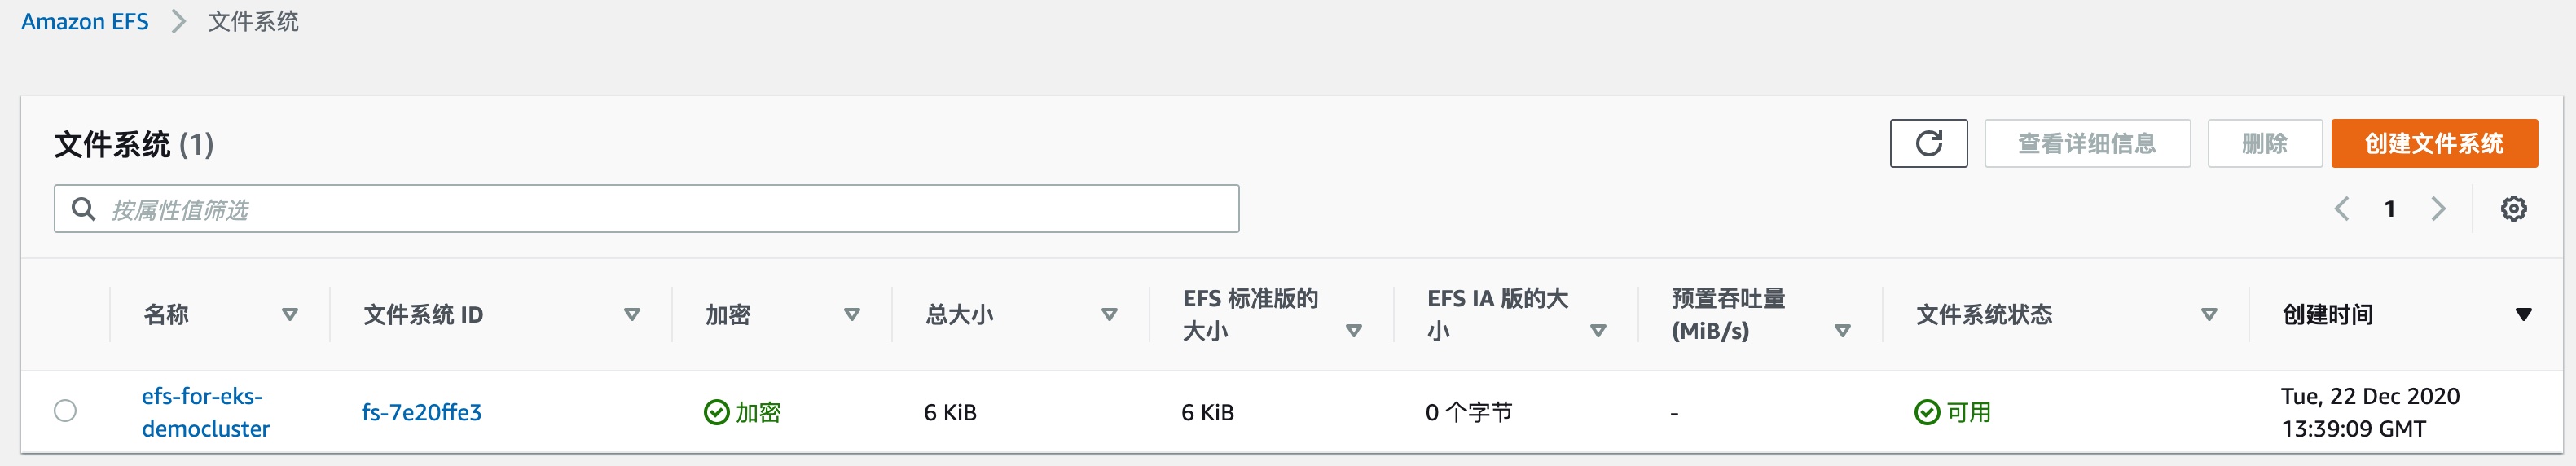 Amazon EFS 文件系统
文件系统 (1)
查看详细信息 删除 创建文件系统
按属性值筛选
1
名称 文件系统 ID 加密 总大小 EFS 标准版的大小 EFS IA 版的大小 预置吞吐量 (MiB/s) 文件系统状态 创建时间
efs-for-eks-democluster fs-7e20ffe3 加密 6 KiB 6 KiB 0 个字节 - 可用 Tue, 22 Dec 2020 13:39:09 GMT